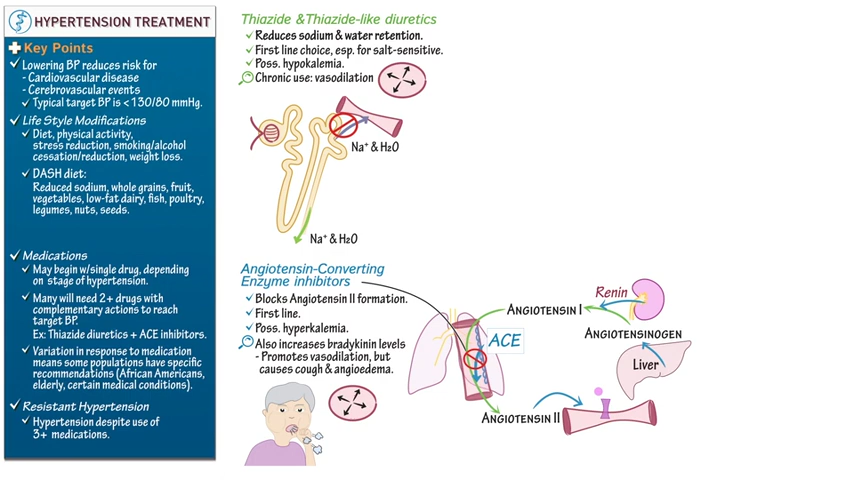 HYPERTENSION TREATMENT
Key Points
Lowering BP reduces risk for
- Cardiovascular disease
- Cerebrovascular events
Typical target BP is < 130/80 mmHg.
Life Style Modifications
Diet, physical activity,
stress reduction, smoking/alcohol
cessation/reduction, weight loss.
DASH diet:
Reduced sodium, whole grains, fruit,
vegetables, low-fat dairy, fish, poultry,
legumes, nuts, seeds.
Medications
May begin w/single drug, depending
on stage of hypertension.
Many will need 2+ drugs with
complementary actions to reach
target BP.
Ex: Thiazide diuretics + ACE inhibitors.
Variation in response to medication
means some populations have specific
recommendations (African Americans,
elderly, certain medical conditions).
Resistant Hypertension
Hypertension despite use of
3+ medications.
Thiazide & Thiazide-like diuretics
Reduces sodium & water retention.
First line choice, esp. for salt-sensitive.
Poss. hypokalemia.
Chronic use: vasodilation
Na⁺ & H2O
Na⁺ & H2O
Angiotensin-Converting
Enzyme inhibitors
Blocks Angiotensin II formation.
First line.
Poss. hyperkalemia.
Also increases bradykinin levels
- Promotes vasodilation, but
causes cough & angioedema.
ANGIOTENSIN I
Renin
ANGIOTENSINOGEN
ACE
Liver
ANGIOTENSIN II